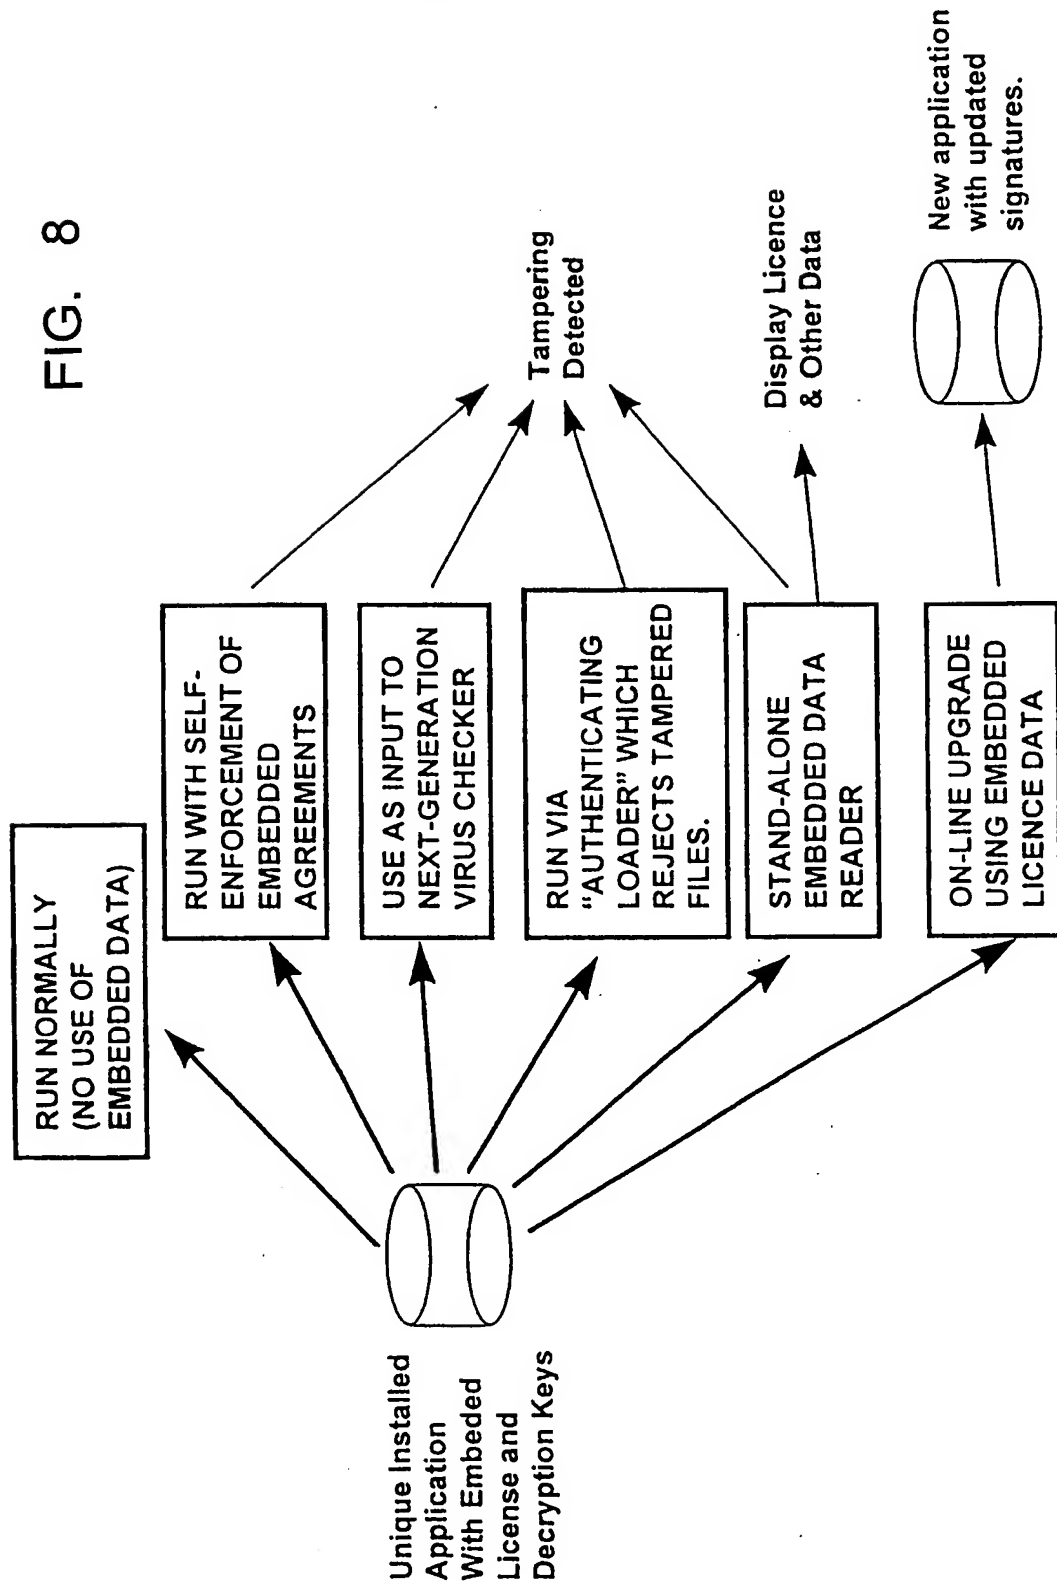 FIG. 8
RUN NORMALLY
(NO USE OF
EMBEDDED DATA)
RUN WITH SELF-
ENFORCEMENT OF
EMBEDDED
AGREEMENTS
USE AS INPUT TO
NEXT-GENERATION
VIRUS CHECKER
RUN VIA
“AUTHENTICATING
LOADER” WHICH
REJECTS TAMPERED
FILES.
STAND-ALONE
EMBEDDED DATA
READER
ON-LINE UPGRADE
USING EMBEDDED
LICENCE DATA
Unique Installed
Application
With Embeded
License and
Decryption Keys
Tampering
Detected
Display Licence
& Other Data
New application
with updated
signatures.